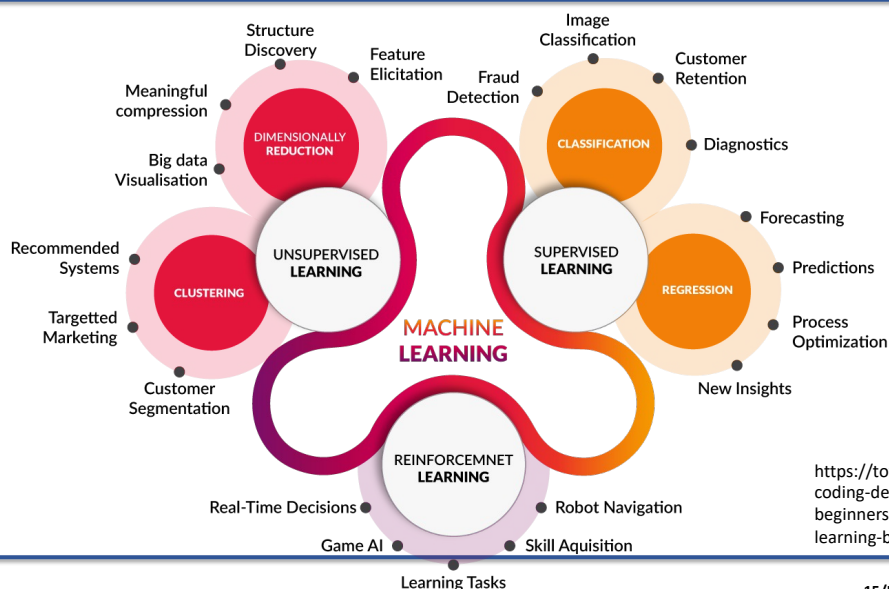 Structure
Discovery
Feature
Elicitation
Meaningful
compression
Big data
Visualisation
DIMENSIONALLY
REDUCTION
Recommended
Systems
Targetted
Marketing
Customer
Segmentation
CLUSTERING
UNSUPERVISED
LEARNING
Image
Classification
Fraud
Detection
Customer
Retention
Diagnostics
CLASSIFICATION
SUPERVISED
LEARNING
Forecasting
Predictions
Process
Optimization
New Insights
REGRESSION
MACHINE
LEARNING
REINFORCEMNET
LEARNING
Real-Time Decisions
Game AI
Learning Tasks
Skill Aquisition
Robot Navigation
https://to
coding-de
beginners
learning-b